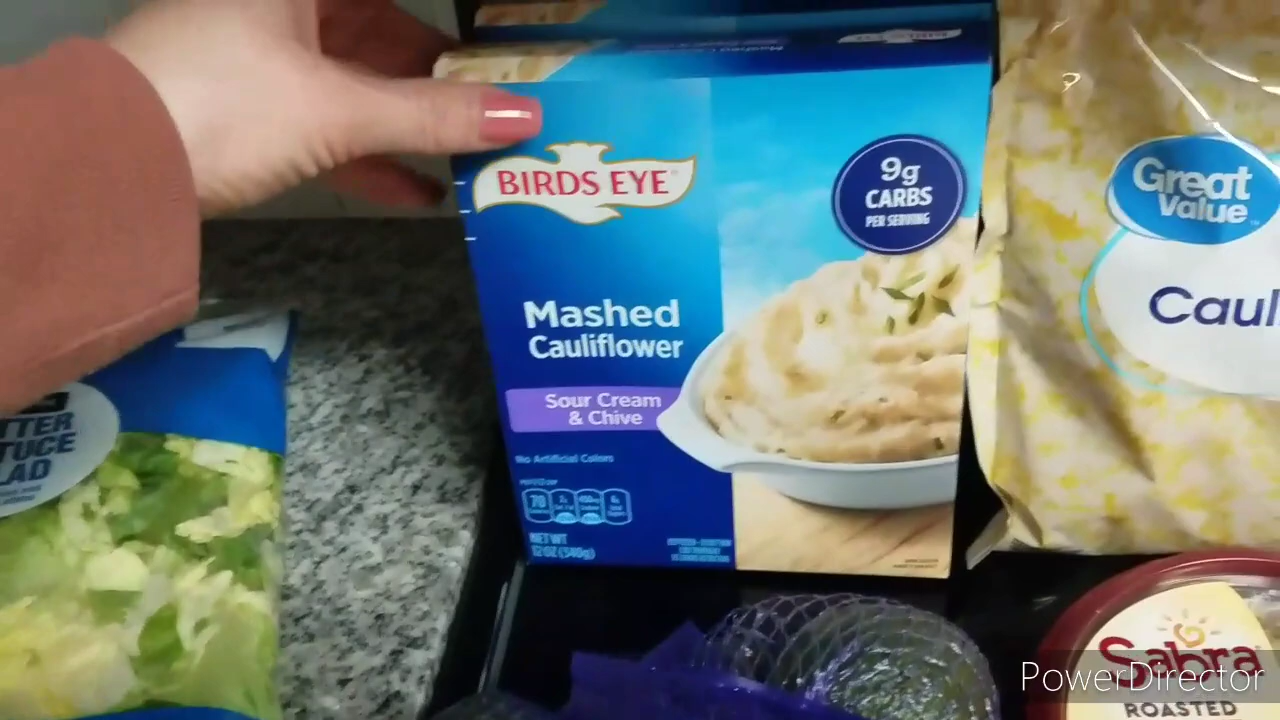 BIRDS EYE
9g
CARBS
PER SERVING
Mashed
Cauliflower
Sour Cream
& Chive
No Artificial Colors
70
NET WT
12 OZ (340g)
Great
Value
Caul
TTER
TUCE
LAD
Sabra
ROASTED
PowerDirector